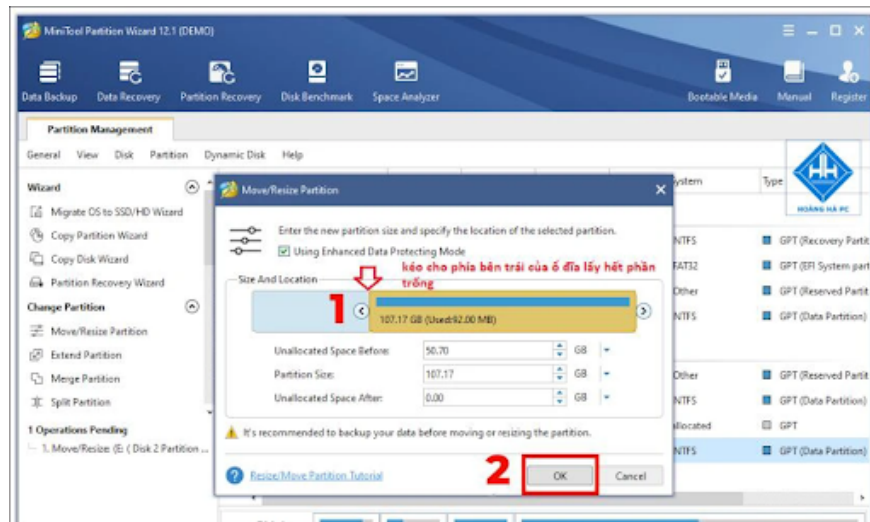 MiniTool Partition Wizard 12.1 (DEMO)
Data Backup
Data Recovery
Partition Recovery
Disk Benchmark
Space Analyzer
Bootable Media
Manual
Register
Partition Management
General View Disk Partition Dynamic Disk Help
Wizard
Migrate OS to SSD/HD Wizard
Copy Partition Wizard
Copy Disk Wizard
Partition Recovery Wizard
Change Partition
Move/Resize Partition
Extend Partition
Merge Partition
Split Partition
1 Operations Pending
1. Move/Resize (E: ( Disk 2 Partition ...
Move/Resize Partition
Enter the new partition size and specify the location of the selected partition.
Using Enhanced Data Protecting Mode
kéo cho phía bên trái của ổ đĩa lấy hết phần
trống
Size And Location
1
107.17 GB (Used:92.00 MB)
Unallocated Space Before: 50.70 GB
Partition Size: 107.17 GB
Unallocated Space After: 0.00 GB
It's recommended to backup your data before moving or resizing the partition.
Resize/Move Partition Tutorial
2
OK
Cancel
ystem Type
HOÀNG HÀ PC
NTFS GPT (Recovery Partit
FAT32 GPT (EFI System part
Other GPT (Reserved Partit
NTFS GPT (Data Partition)
Other GPT (Reserved Partit
NTFS GPT (Data Partition)
allocated GPT
NTFS GPT (Data Partition)